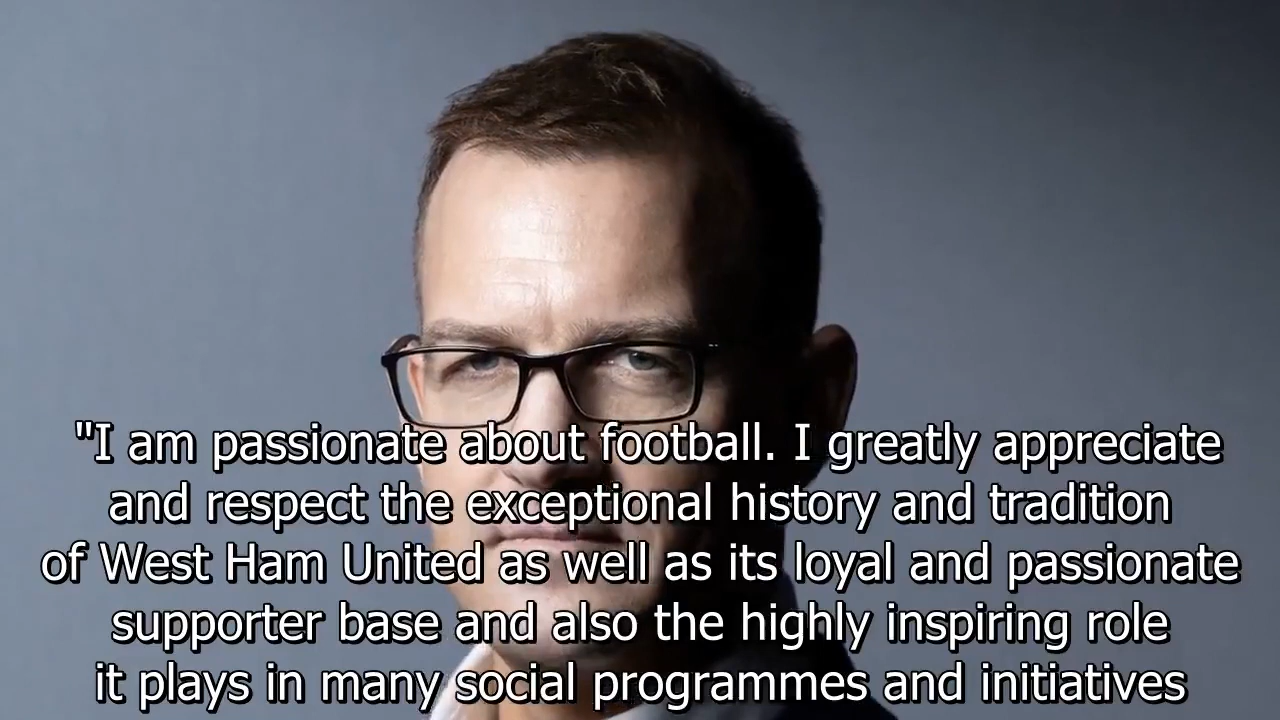 "I am passionate about football. I greatly appreciate
and respect the exceptional history and tradition
of West Ham United as well as its loyal and passionate
supporter base and also the highly inspiring role
it plays in many social programmes and initiatives